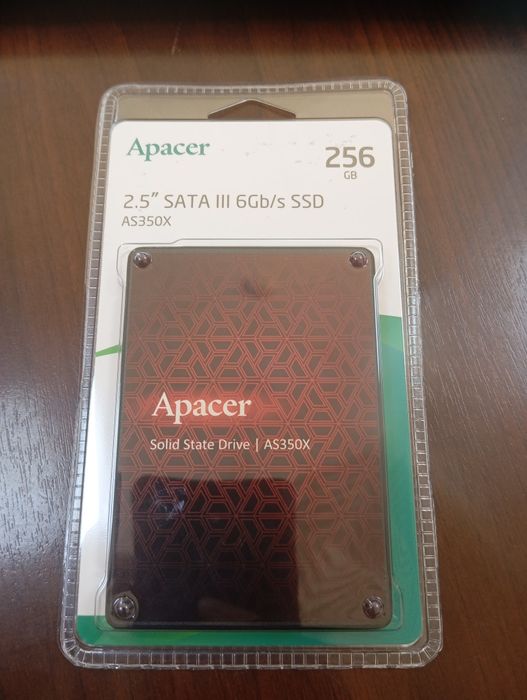 Apacer
256
GB
2.5" SATA III 6Gb/s SSD
AS350X
Apacer
Solid State Drive | AS350X